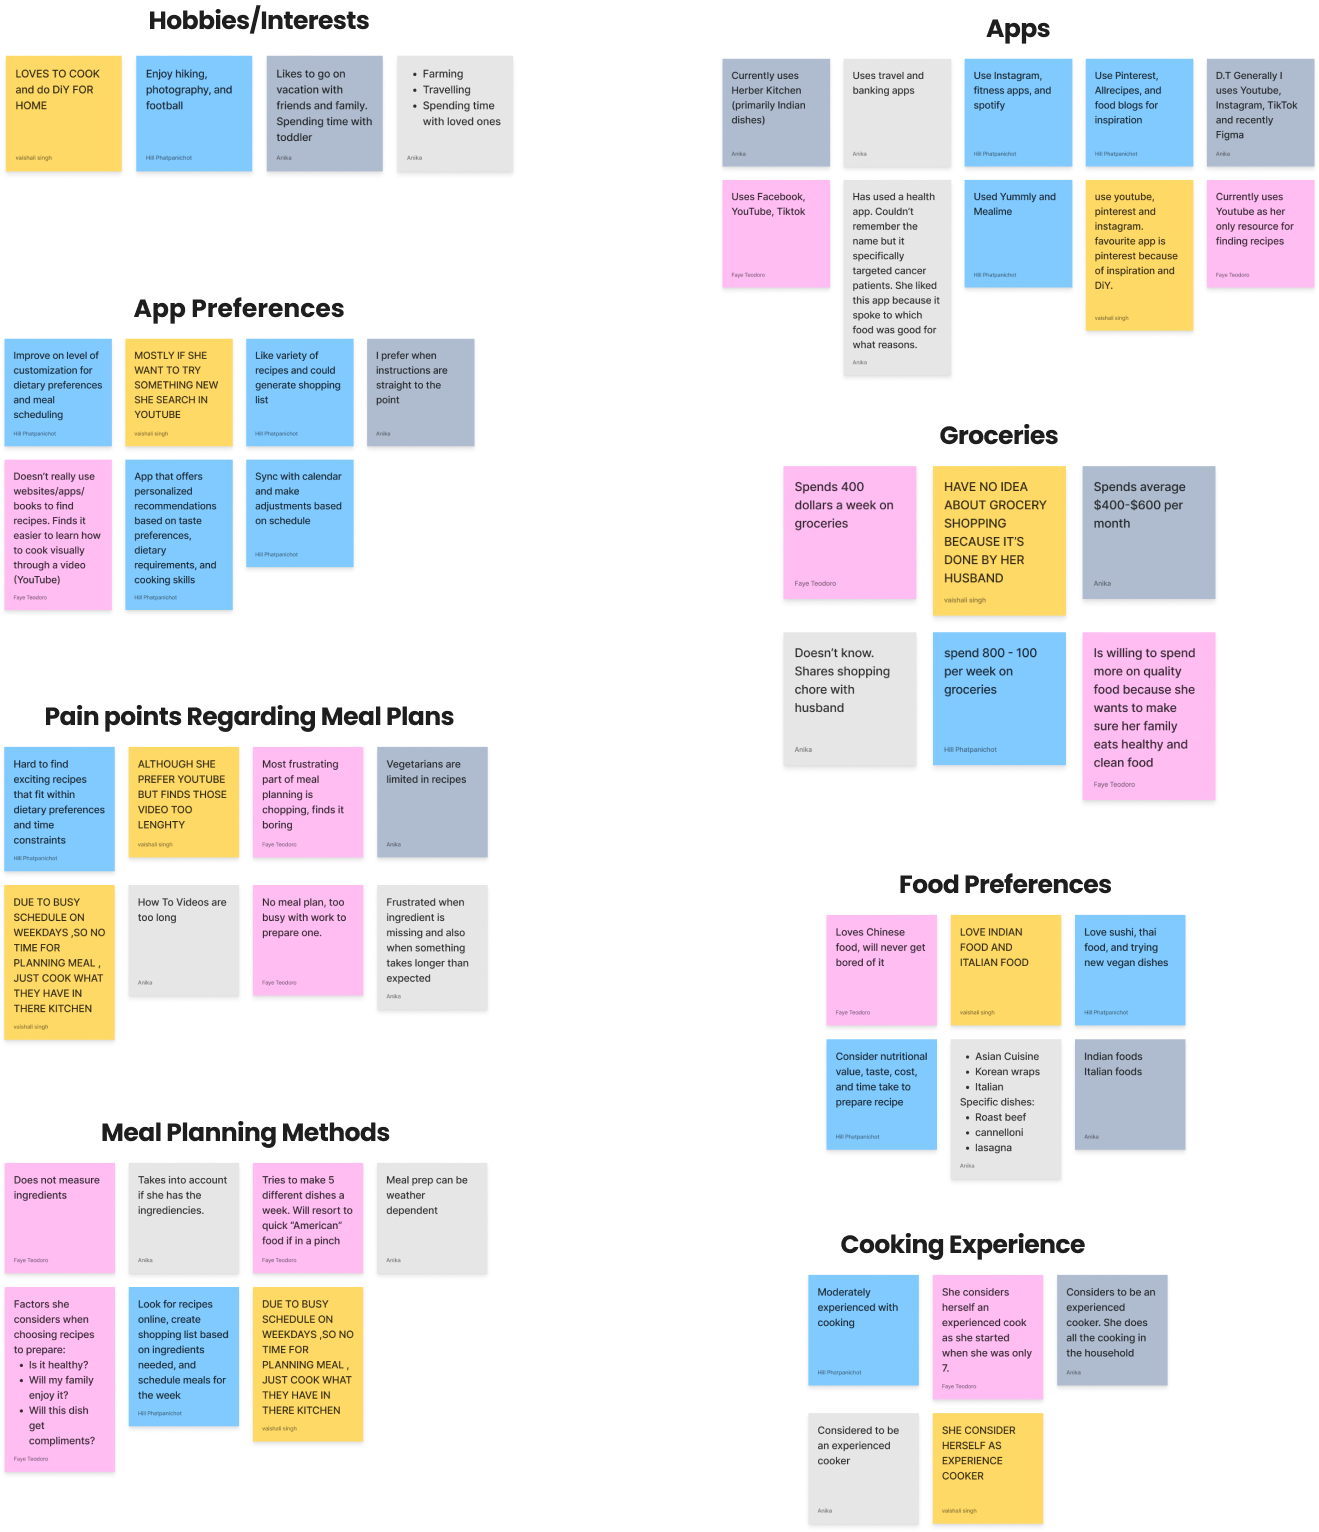 Hobbies/Interests
LOVES TO COOK
and do DiY FOR
HOME
vaishali singh
Enjoy hiking,
photography, and
football
Hill Phatpanichot
Likes to go on
vacation with
friends and family.
Spending time with
toddler
Anika
• Farming
• Travelling
• Spending time
with loved ones
Anika
App Preferences
Improve on level of
customization for
dietary preferences
and meal
scheduling
Hill Phatpanichot
MOSTLY IF SHE
WANT TO TRY
SOMETHING NEW
SHE SEARCH IN
YOUTUBE
vaishali singh
Like variety of
recipes and could
generate shopping
list
Hill Phatpanichot
I prefer when
instructions are
straight to the
point
Anika
Doesn't really use
websites/apps/
books to find
recipes. Finds it
easier to learn how
to cook visually
through a video
(YouTube)
Faye Teodoro
App that offers
personalized
recommendations
based on taste
preferences,
dietary
requirements, and
cooking skills
Hill Phatpanichot
Sync with calendar
and make
adjustments based
on schedule
Hill Phatpanichot
Pain points Regarding Meal Plans
Hard to find
exciting recipes
that fit within
dietary preferences
and time
constraints
Hill Phatpanichot
ALTHOUGH SHE
PREFER YOUTUBE
BUT FINDS THOSE
VIDEO TOO
LENGHTY
vaishali singh
Most frustrating
part of meal
planning is
chopping, finds it
boring
Faye Teodoro
Vegetarians are
limited in recipes
Anika
DUE TO BUSY
SCHEDULE ON
WEEKDAYS ,SO NO
TIME FOR
PLANNING MEAL ,
JUST COOK WHAT
THEY HAVE IN
THERE KITCHEN
vaishali singh
How To Videos are
too long
Anika
No meal plan, too
busy with work to
prepare one.
Faye Teodoro
Frustrated when
ingredient is
missing and also
when something
takes longer than
expected
Anika
Meal Planning Methods
Does not measure
ingredients
Faye Teodoro
Takes into account
if she has the
ingrediencies.
Anika
Tries to make 5
different dishes a
week. Will resort to
quick "American"
food if in a pinch
Faye Teodoro
Meal prep can be
weather
dependent
Anika
Factors she
considers when
choosing recipes
to prepare:
• Is it healthy?
• Will my family
enjoy it?
• Will this dish
get
compliments?
Faye Teodoro
Look for recipes
online, create
shopping list based
on ingredients
needed, and
schedule meals for
the week
Hill Phatpanichot
DUE TO BUSY
SCHEDULE ON
WEEKDAYS ,SO NO
TIME FOR
PLANNING MEAL ,
JUST COOK WHAT
THEY HAVE IN
THERE KITCHEN
vaishali singh
Apps
Currently uses
Herber Kitchen
(primarily Indian
dishes)
Anika
Uses travel and
banking apps
Anika
Use Instagram,
fitness apps, and
spotify
Hill Phatpanichot
Use Pinterest,
Allrecipes, and
food blogs for
inspiration
Hill Phatpanichot
D.T Generally I
uses Youtube,
Instagram, TikTok
and recently
Figma
Anika
Uses Facebook,
YouTube, Tiktok
Faye Teodoro
Has used a health
app. Couldn't
remember the
name but it
specifically
targeted cancer
patients. She liked
this app because it
spoke to which
food was good for
what reasons.
Anika
Used Yummly and
Mealime
Hill Phatpanichot
use youtube,
pinterest and
instagram.
favourite app is
pinterest because
of inspiration and
DiY.
vaishali singh
Currently uses
Youtube as her
only resource for
finding recipes
Faye Teodoro
Groceries
Spends 400
dollars a week on
groceries
Faye Teodoro
HAVE NO IDEA
ABOUT GROCERY
SHOPPING
BECAUSE IT'S
DONE BY HER
HUSBAND
vaishali singh
Spends average
$400-$600 per
month
Anika
Doesn't know.
Shares shopping
chore with
husband
Anika
spend 800 - 100
per week on
groceries
Hill Phatpanichot
Is willing to spend
more on quality
food because she
wants to make
sure her family
eats healthy and
clean food
Faye Teodoro
Food Preferences
Loves Chinese
food, will never get
bored of it
Faye Teodoro
LOVE INDIAN
FOOD AND
ITALIAN FOOD
vaishali singh
Love sushi, thai
food, and trying
new vegan dishes
Hill Phatpanichot
Consider nutritional
value, taste, cost,
and time take to
prepare recipe
Hill Phatpanichot
• Asian Cuisine
• Korean wraps
• Italian
Specific dishes:
• Roast beef
• cannelloni
• lasagna
Anika
Indian foods
Italian foods
Anika
Cooking Experience
Moderately
experienced with
cooking
Hill Phatpanichot
She considers
herself an
experienced cook
as she started
when she was only
7.
Faye Teodoro
Considers to be an
experienced
cooker. She does
all the cooking in
the household
Anika
Considered to be
an experienced
cooker
Anika
SHE CONSIDER
HERSELF AS
EXPERIENCE
COOKER
vaishali singh